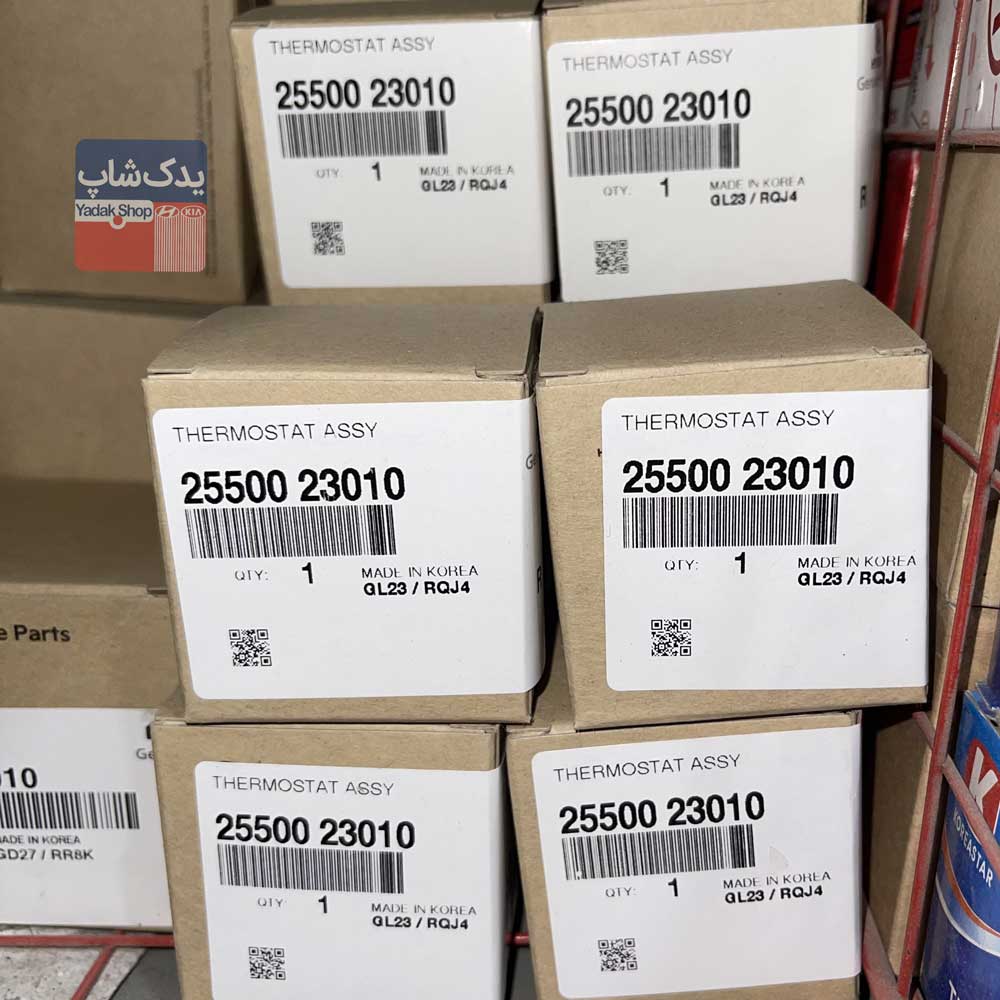 THERMOSTAT ASSY
25500 23010
QTY: 1 MADE IN KOREA
GL23 / RQJ4
THERMOSTAT ASSY
25500 23010
QTY: 1 MADE IN KOREA
GL23 / RQJ4
یدک‌شاپ
Yadak Shop
KIA
THERMOSTAT ASSY
25500 23010
QTY: 1 MADE IN KOREA
GL23 / RQJ4
THERMOSTAT ASSY
25500 23010
QTY: 1 MADE IN KOREA
GL23 / RQJ4
Parts
MADE IN KOREA
GD27 / RR8K
THERMOSTAT ASSY
25500 23010
QTY: 1 MADE IN KOREA
GL23 / RQJ4
THERMOSTAT ASSY
25500 23010
QTY: 1 MADE IN KOREA
GL23 / RQJ4
KOREASTAR